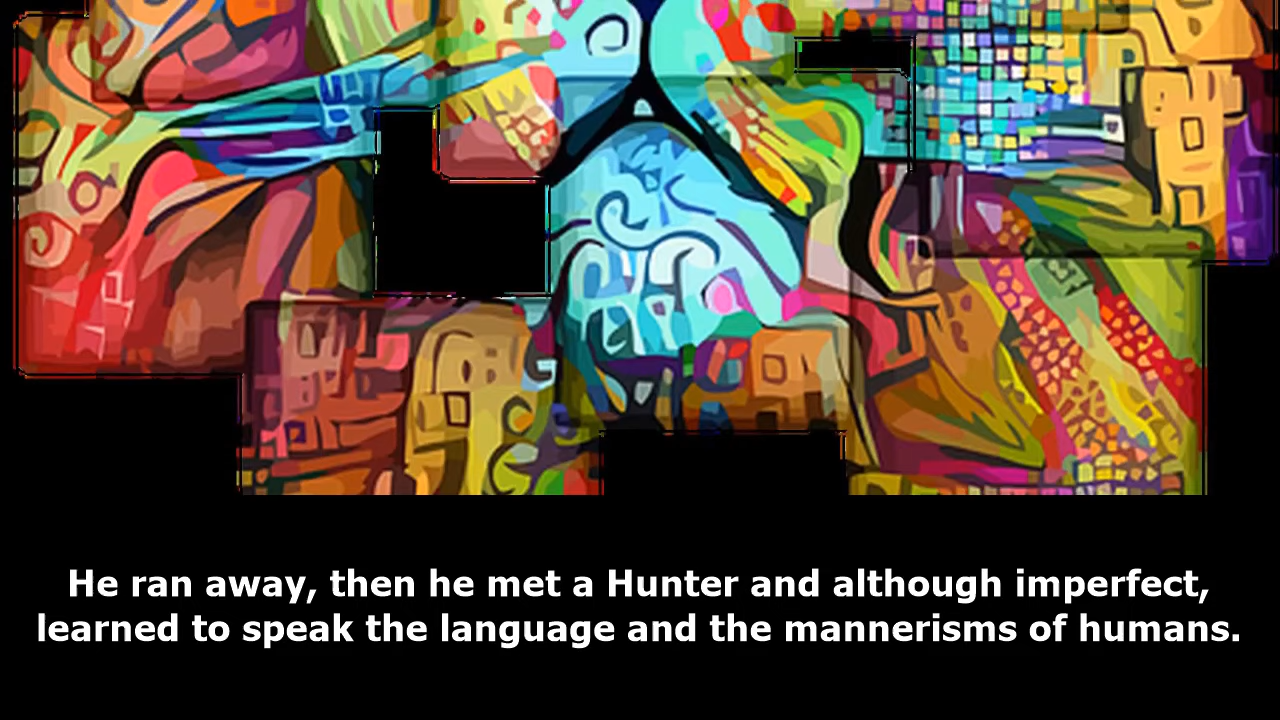 He ran away, then he met a Hunter and although imperfect,
learned to speak the language and the mannerisms of humans.